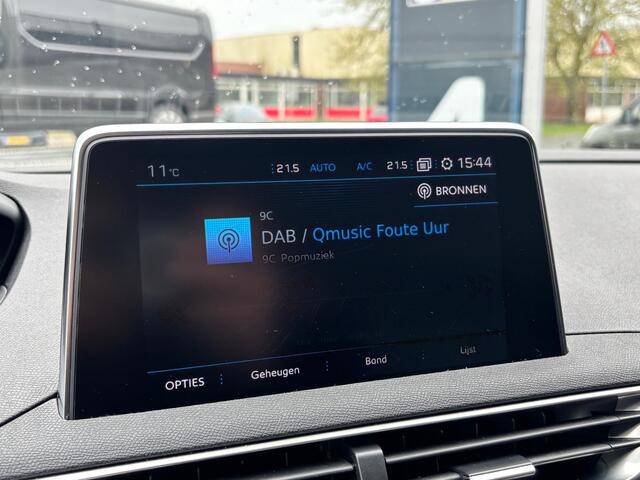 11°C 21.5 AUTO A/C 21.5 15:44
BRONNEN
9C
DAB / Qmusic Foute Uur
9C Popmuziek
OPTIES Geheugen Band Lijst